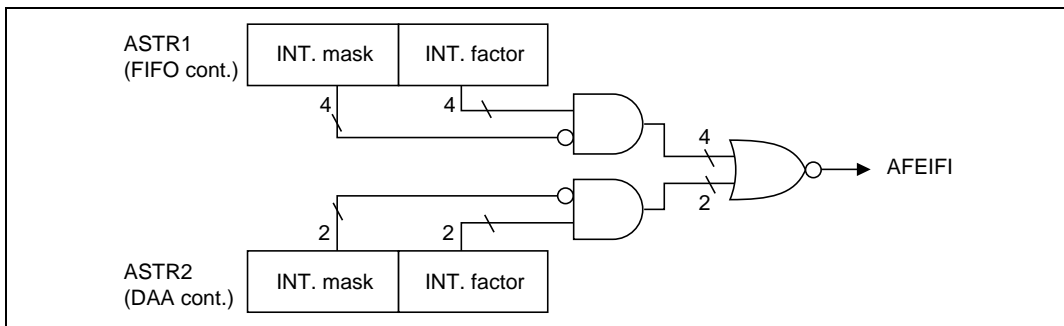 ASTR1
(FIFO cont.)
INT. mask
INT. factor
4
4
4
AFEIFI
2
2
2
ASTR2
(DAA cont.)
INT. mask
INT. factor